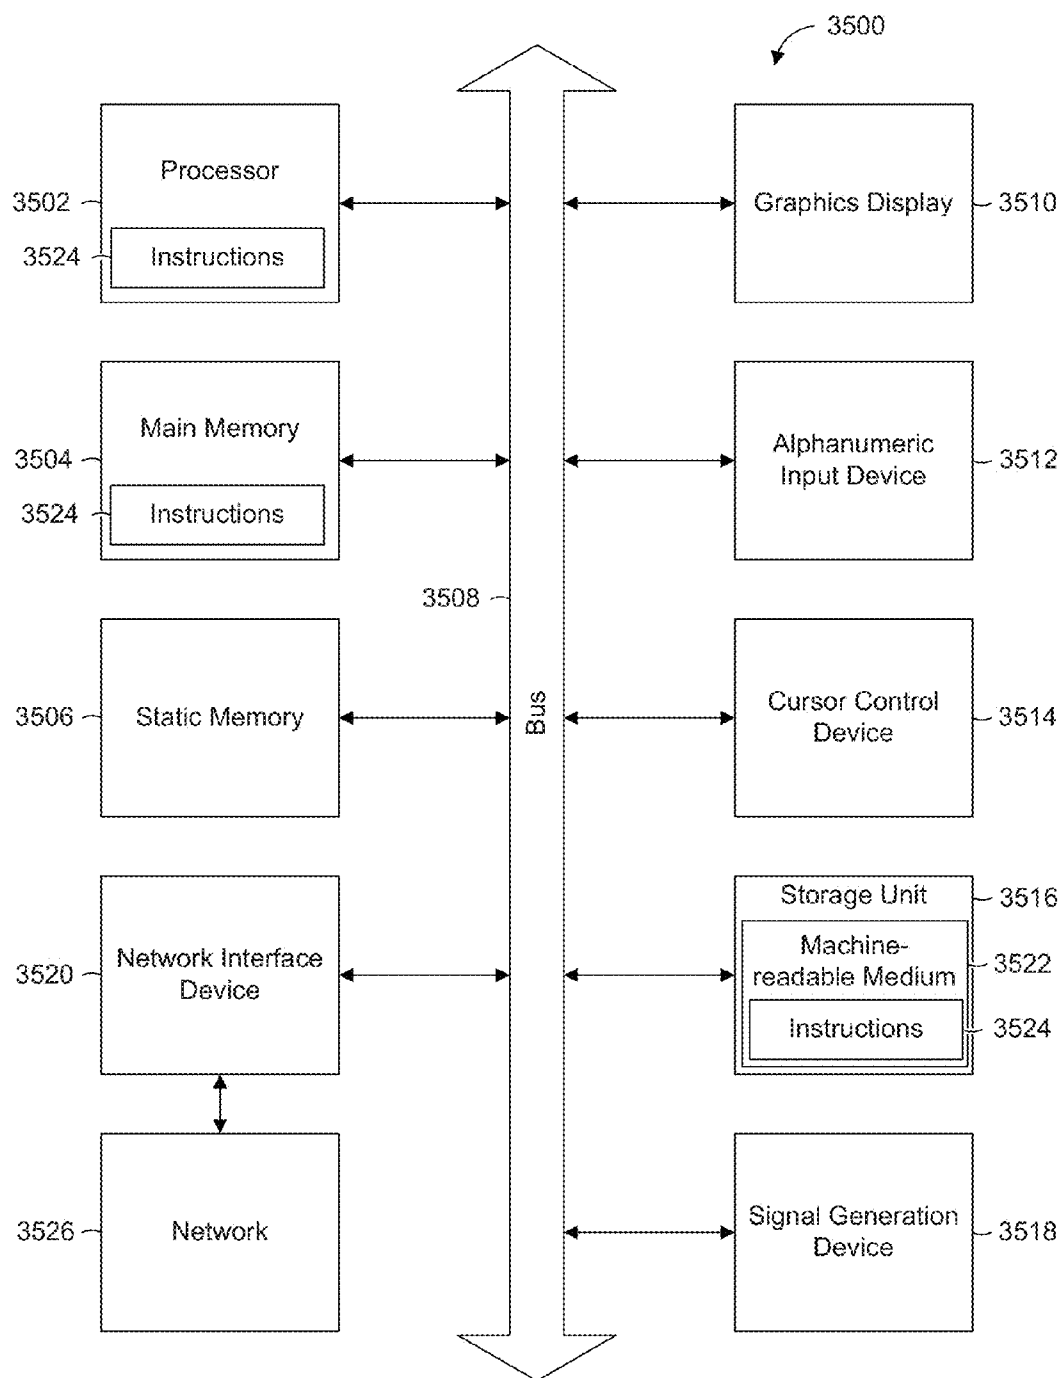 3500
Processor
3502
3524
Instructions
Graphics Display
3510
Main Memory
3504
3524
Instructions
Alphanumeric
Input Device
3512
3508
Bus
Static Memory
3506
Cursor Control
Device
3514
Network Interface
Device
3520
Storage Unit
3516
Machine-
readable Medium
3522
Instructions
3524
Network
3526
Signal Generation
Device
3518